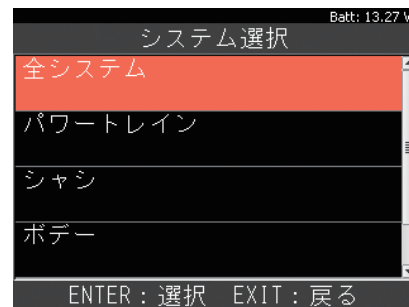 Batt: 13.27 V
システム選択
全システム
パワートレイン
シャシ
ボデー
ENTER：選択 EXIT：戻る